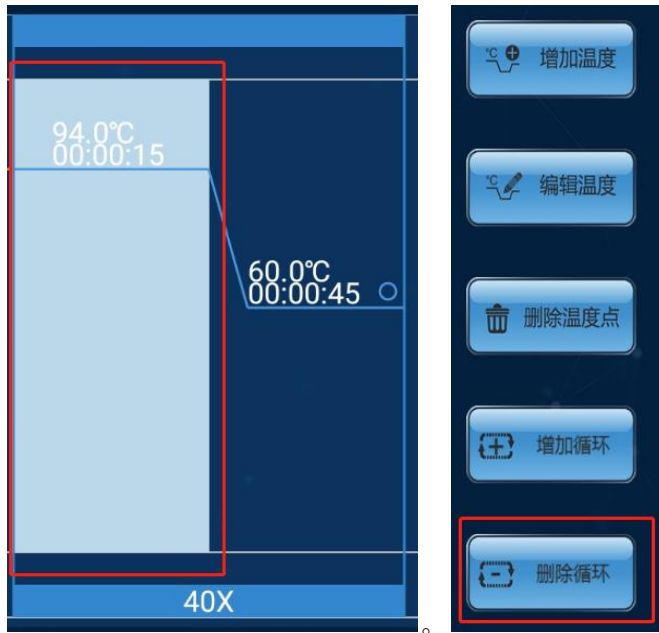 94.0℃
00:00:15
60.0℃
00:00:45
40X
℃ 增加温度
℃ 编辑温度
删除温度点
增加循环
删除循环
。